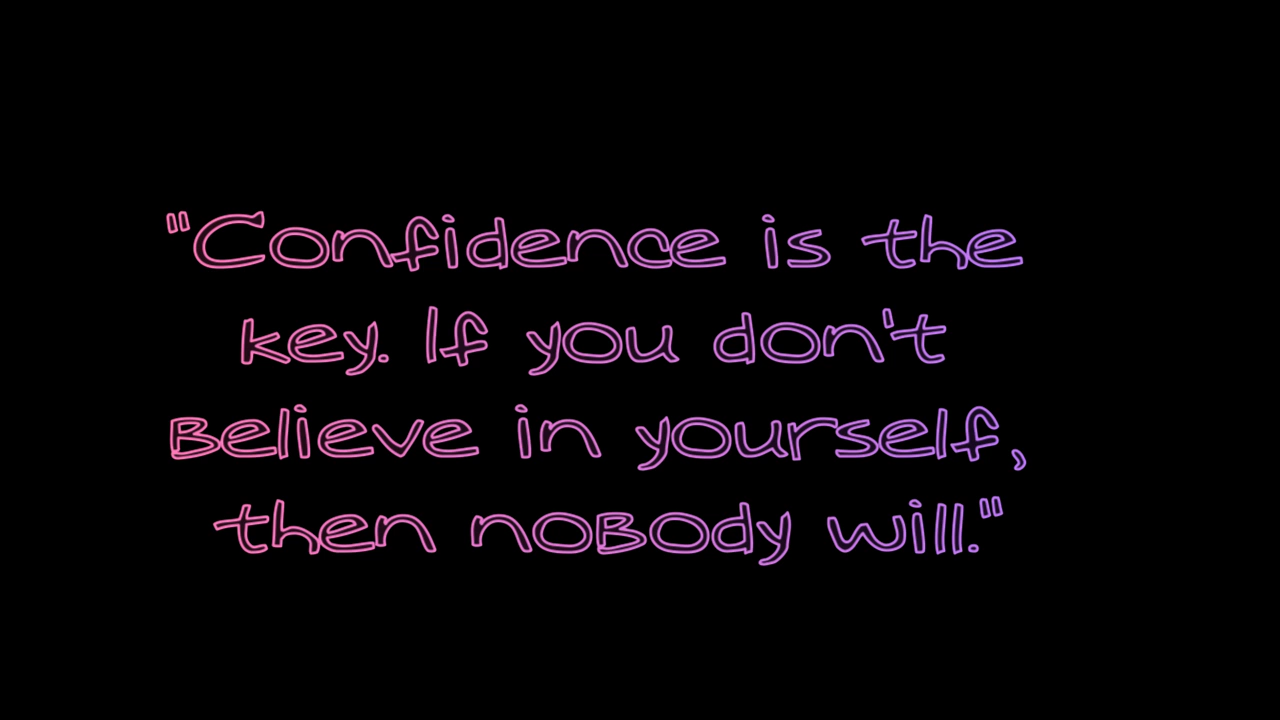 "Confidence is the
key. If you don't
Believe in yourself,
then noBody will."